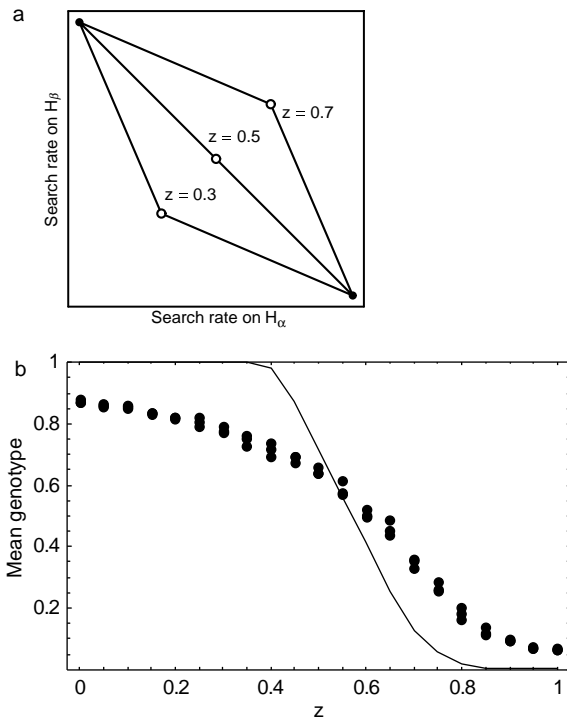 a
Search rate on Hβ
z = 0.7
z = 0.5
z = 0.3
Search rate on Hα
b
Mean genotype
1
0.8
0.6
0.4
0.2
0
0.2
0.4
0.6
0.8
1
z